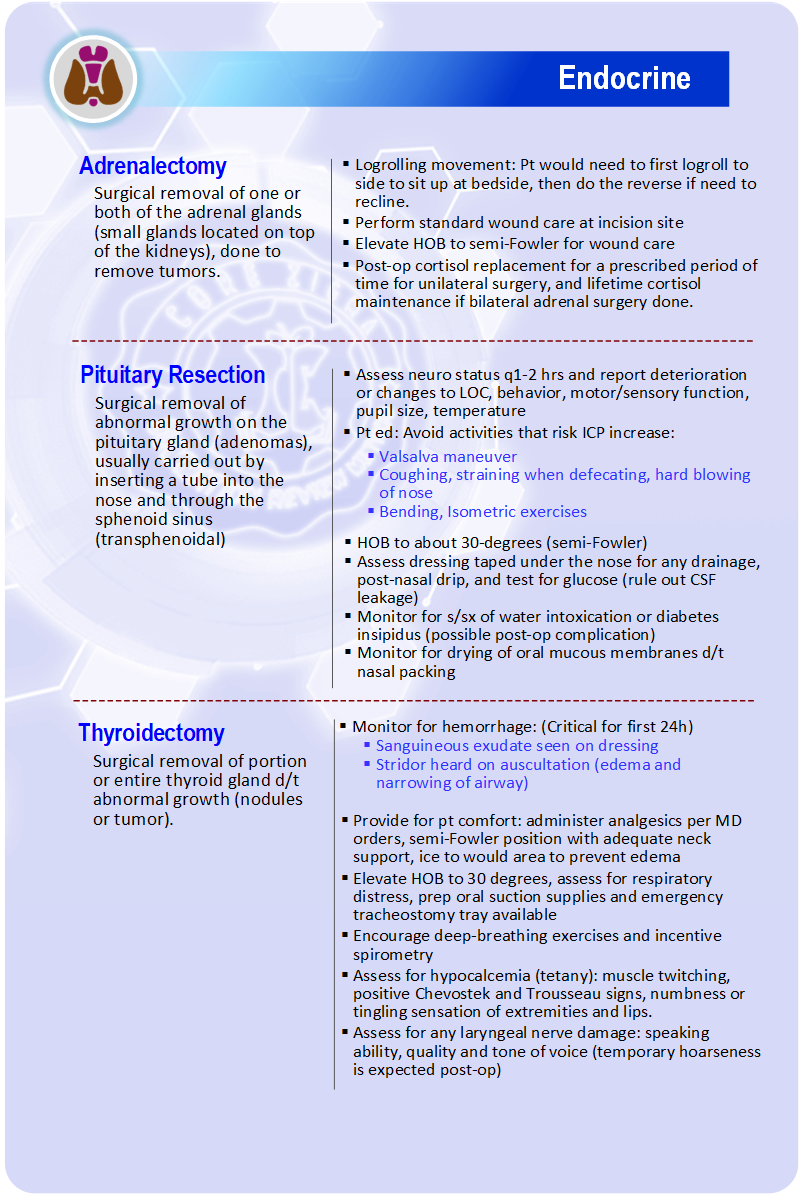 Endocrine
Adrenalectomy
Surgical removal of one or
both of the adrenal glands
(small glands located on top
of the kidneys), done to
remove tumors.
▪ Logrolling movement: Pt would need to first logroll to
side to sit up at bedside, then do the reverse if need to
recline.
▪ Perform standard wound care at incision site
▪ Elevate HOB to semi-Fowler for wound care
▪ Post-op cortisol replacement for a prescribed period of
time for unilateral surgery, and lifetime cortisol
maintenance if bilateral adrenal surgery done.
Pituitary Resection
Surgical removal of
abnormal growth on the
pituitary gland (adenomas),
usually carried out by
inserting a tube into the
nose and through the
sphenoid sinus
(transphenoidal)
▪ Assess neuro status q1-2 hrs and report deterioration
or changes to LOC, behavior, motor/sensory function,
pupil size, temperature
▪ Pt ed: Avoid activities that risk ICP increase:
▪ Valsalva maneuver
▪ Coughing, straining when defecating, hard blowing
of nose
▪ Bending, Isometric exercises
▪ HOB to about 30-degrees (semi-Fowler)
▪ Assess dressing taped under the nose for any drainage,
post-nasal drip, and test for glucose (rule out CSF
leakage)
▪ Monitor for s/sx of water intoxication or diabetes
insipidus (possible post-op complication)
▪ Monitor for drying of oral mucous membranes d/t
nasal packing
Thyroidectomy
Surgical removal of portion
or entire thyroid gland d/t
abnormal growth (nodules
or tumor).
▪ Monitor for hemorrhage: (Critical for first 24h)
▪ Sanguineous exudate seen on dressing
▪ Stridor heard on auscultation (edema and
narrowing of airway)
▪ Provide for pt comfort: administer analgesics per MD
orders, semi-Fowler position with adequate neck
support, ice to would area to prevent edema
▪ Elevate HOB to 30 degrees, assess for respiratory
distress, prep oral suction supplies and emergency
tracheostomy tray available
▪ Encourage deep-breathing exercises and incentive
spirometry
▪ Assess for hypocalcemia (tetany): muscle twitching,
positive Chevostek and Trousseau signs, numbness or
tingling sensation of extremities and lips.
▪ Assess for any laryngeal nerve damage: speaking
ability, quality and tone of voice (temporary hoarseness
is expected post-op)